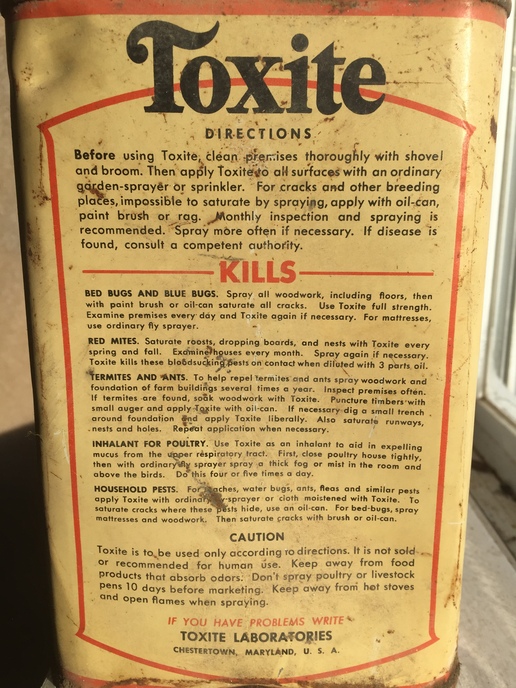 Toxite
DIRECTIONS
Before using Toxite, clean premises thoroughly with shovel
and broom. Then apply Toxite to all surfaces with an ordinary
garden-sprayer or sprinkler. For cracks and other breeding
places, impossible to saturate by spraying, apply with oil-can,
paint brush or rag. Monthly inspection and spraying is
recommended. Spray more often if necessary. If disease is
found, consult a competent authority.
KILLS
BED BUGS AND BLUE BUGS. Spray all woodwork, including floors, then
with paint brush or oil-can saturate all cracks. Use Toxite full strength.
Examine premises every day and Toxite again if necessary. For mattresses,
use ordinary fly sprayer.
RED MITES. Saturate roosts, dropping boards, and nests with Toxite every
spring and fall. Examine houses every month. Spray again if necessary.
Toxite kills these bloodsucking pests on contact when diluted with 3 parts oil.
TERMITES AND ANTS. To help repel termites and ants spray woodwork and
foundation of farm buildings several times a year. Inspect premises often.
If termites are found, soak woodwork with Toxite. Puncture timbers with
small auger and apply Toxite with oil-can. If necessary dig a small trench
around foundation and apply Toxite liberally. Also saturate runways,
nests and holes. Repeat application when necessary.
INHALANT FOR POULTRY. Use Toxite as an inhalant to aid in expelling
mucus from the upper respiratory tract. First, close poultry house tightly,
then with ordinary fly sprayer spray a thick fog or mist in the room and
above the birds. Do this four or five times a day.
HOUSEHOLD PESTS. For roaches, water bugs, ants, fleas and similar pests
apply Toxite with ordinary sprayer or cloth moistened with Toxite. To
saturate cracks where these pests hide, use an oil-can. For bed-bugs, spray
mattresses and woodwork. Then saturate cracks with brush or oil-can.
CAUTION
Toxite is to be used only according to directions. It is not sold
or recommended for human use. Keep away from food
products that absorb odors. Don't spray poultry or livestock
pens 10 days before marketing. Keep away from hot stoves
and open flames when spraying.
IF YOU HAVE PROBLEMS WRITE
TOXITE LABORATORIES
CHESTERTOWN, MARYLAND, U. S. A.